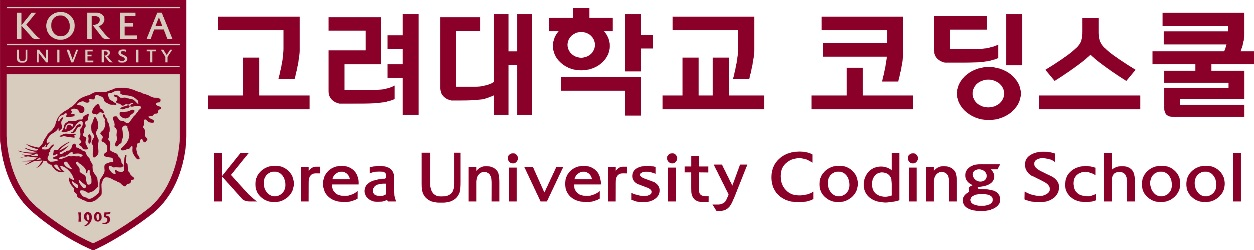 KOREA
UNIVERSITY
1905
고려대학교 코딩스쿨
Korea University Coding School